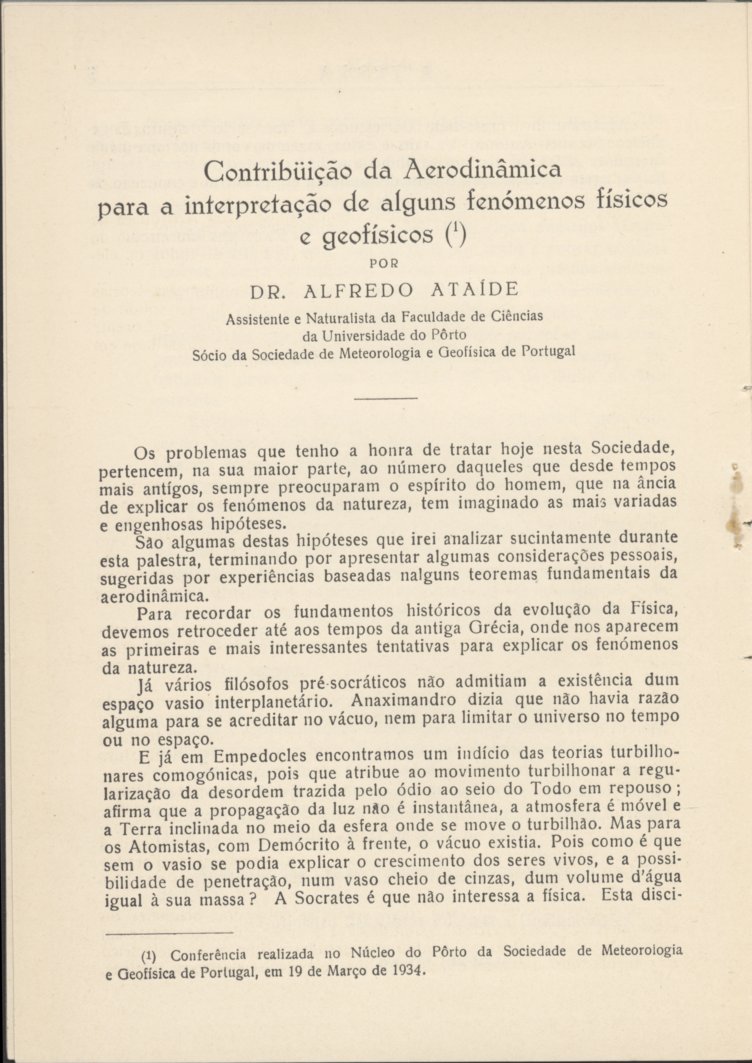 Contribüição da Aerodinâmica
para a interpretação de alguns fenómenos físicos
e geofísicos (¹)
POR
DR. ALFREDO ATAÍDE
Assistente e Naturalista da Faculdade de Ciências
da Universidade do Pôrto
Sócio da Sociedade de Meteorologia e Geofísica de Portugal
Os problemas que tenho a honra de tratar hoje nesta Sociedade,
pertencem, na sua maior parte, ao número daqueles que desde tempos
mais antígos, sempre preocuparam o espírito do homem, que na ância
de explicar os fenómenos da natureza, tem imaginado as mais variadas
e engenhosas hipóteses.
São algumas destas hipóteses que irei analizar sucintamente durante
esta palestra, terminando por apresentar algumas considerações pessoais,
sugeridas por experiências baseadas nalguns teoremas fundamentais da
aerodinâmica.
Para recordar os fundamentos históricos da evolução da Física,
devemos retroceder até aos tempos da antiga Grécia, onde nos aparecem
as primeiras e mais interessantes tentativas para explicar os fenómenos
da natureza.
Já vários filósofos pré-socráticos não admitiam a existência dum
espaço vasio interplanetário. Anaximandro dizia que não havia razão
alguma para se acreditar no vácuo, nem para limitar o universo no tempo
ou no espaço.
E já em Empedocles encontramos um indício das teorias turbilho-
nares comogónicas, pois que atribue ao movimento turbilhonar a regu-
larização da desordem trazida pelo ódio ao seio do Todo em repouso;
afirma que a propagação da luz não é instantânea, a atmosfera é móvel e
a Terra inclinada no meio da esfera onde se move o turbilhão. Mas para
os Atomistas, com Demócrito à frente, o vácuo existia. Pois como é que
sem o vasio se podia explicar o crescimento dos seres vivos, e a possi-
bilidade de penetração, num vaso cheio de cinzas, dum volume d'água
igual à sua massa? A Socrates é que não interessa a física. Esta disci-
(¹) Conferência realizada no Núcleo do Pôrto da Sociedade de Meteorologia
e Geofísica de Portugal, em 19 de Março de 1934.